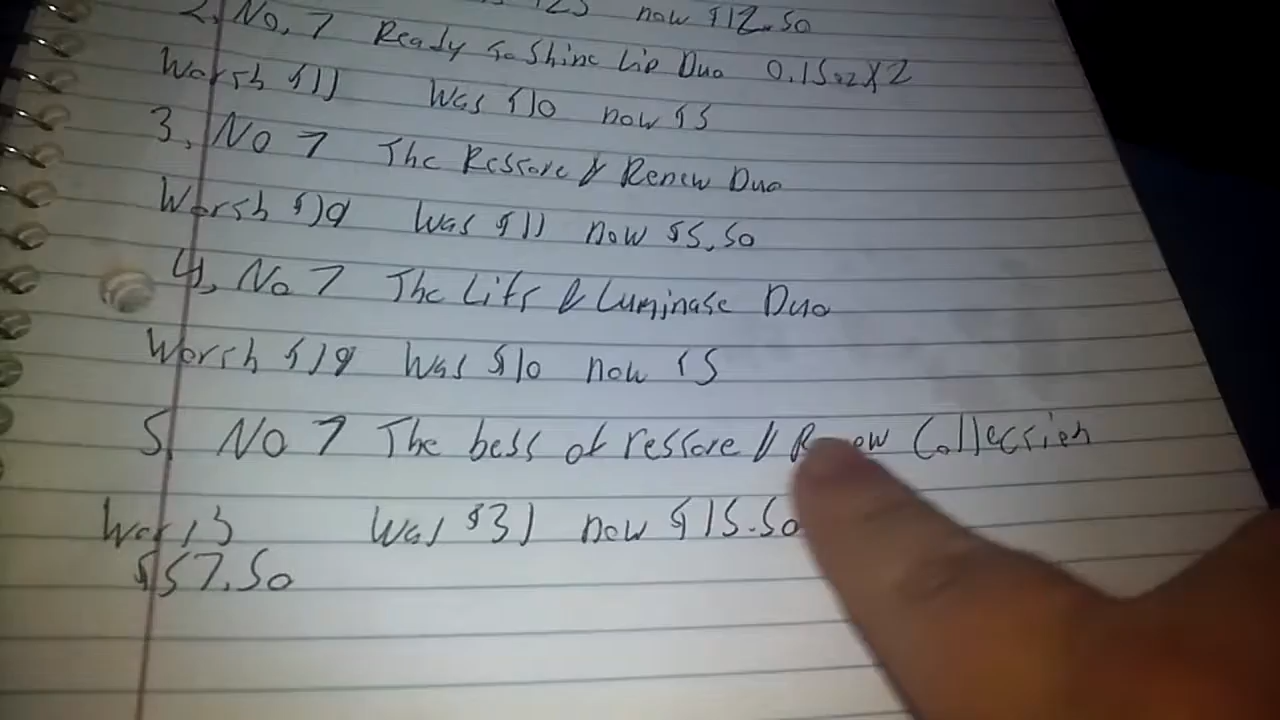 25 now $12.50
2, No, 7 Ready to Shine Lip Duo 0.15oz X 2
Worth $11 Was $10 now $5
3, No 7 The Restore & Renew Duo
Worth $19 Was $11 now $5.50
4, No 7 The Lift & Luminate Duo
Worth $19 Was $10 now $5
5, No 7 The best of restore & Renew Collection
Worth Was $31 now $15.50
$57.50